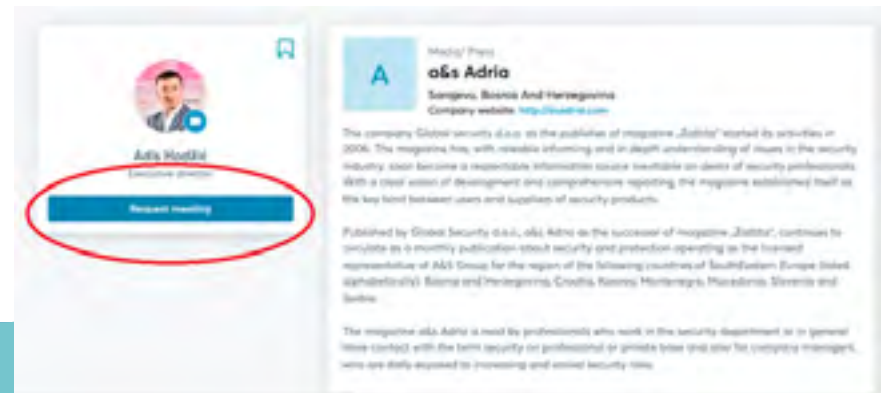 Adis Hodžić
Executive director
Request meeting
A
Media/ Press
a&s Adria
Sarajevo, Bosnia And Herzegovina
Company website:
The company Global security d.o.o. as the publisher of magazine „Zaštita" started its activities in
2006. The magazine has, with reliable informing and in depth understanding of issues in the security
industry, soon become a respectable information source inevitable on desks of security professionals.
With a clear vision of development and comprehensive reporting, the magazine established itself as
the key bond between users and suppliers of security products.
Published by Global Security d.o.o., a&s Adria as the successor of magazine „Zaštita", continues to
circulate as a monthly publication about security and protection operating as the licensed
representative of A&S Group for the region of the following countries of SouthEastern Europe (listed
alphabetically): Bosnia and Herzegovina, Croatia, Kosovo, Montenegro, Macedonia, Slovenia and
Serbia.
The magazine a&s Adria is read by professionals who work in the security department or in general
have contact with the term security on professional or private base and also for company managers,
who are daily exposed to increasing and varied security risks.